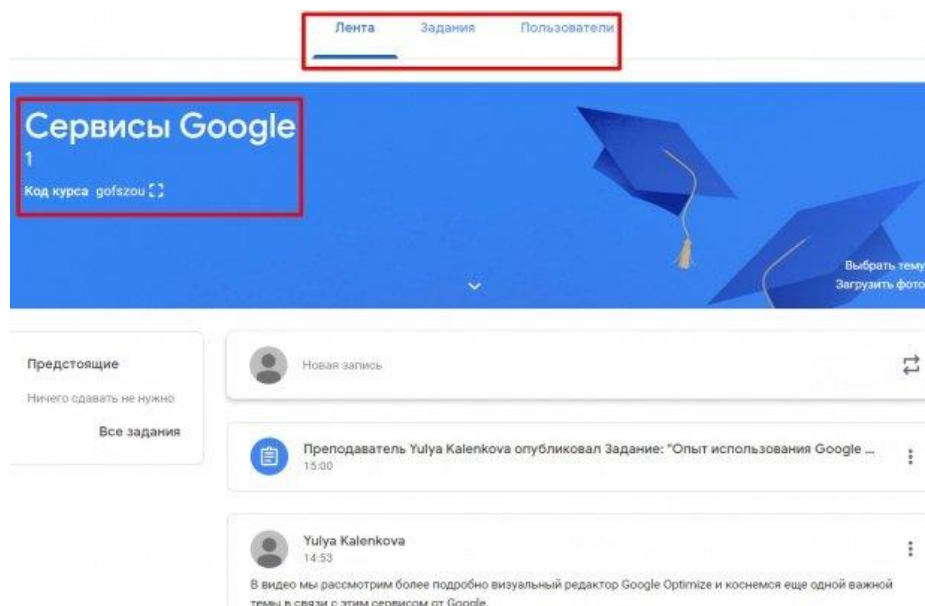 Лента Задания Пользователи
Сервисы Google
1
Код курса gofszou
Выбрать тему
Загрузить фото
Предстоящие
Ничего сдавать не нужно
Все задания
Новая запись
Преподаватель Yulya Kalenkova опубликовал Задание: "Опыт использования Google ...
15:00
Yulya Kalenkova
14:53
В видео мы рассмотрим более подробно визуальный редактор Google Optimize и коснемся еще одной важной
темы в связи с этим сервисом от Google.